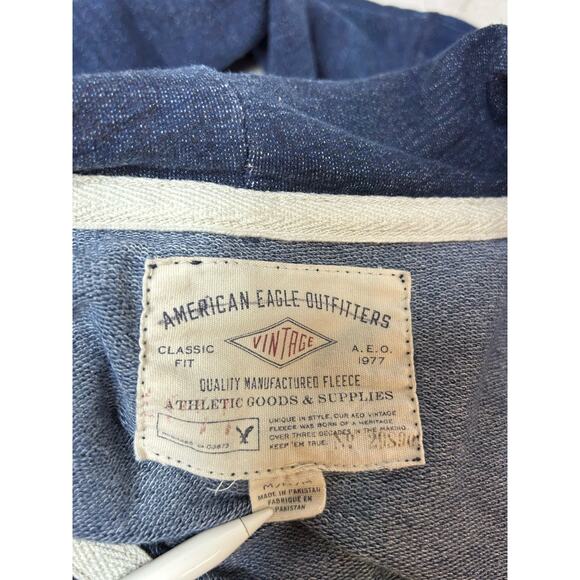 AMERICAN EAGLE OUTFITTERS
CLASSIC FIT
VINTAGE
A.E.O. 1977
QUALITY MANUFACTURED FLEECE
ATHLETIC GOODS & SUPPLIES
UNIQUE IN STYLE, OUR AEO VINTAGE
FLEECE WAS BORN OF A HERITAGE
OVER THREE DECADES IN THE MAKING.
KEEP 'EM TRUE.
Nº
MADE IN PAKISTAN
FABRIQUE EN
PAKISTAN